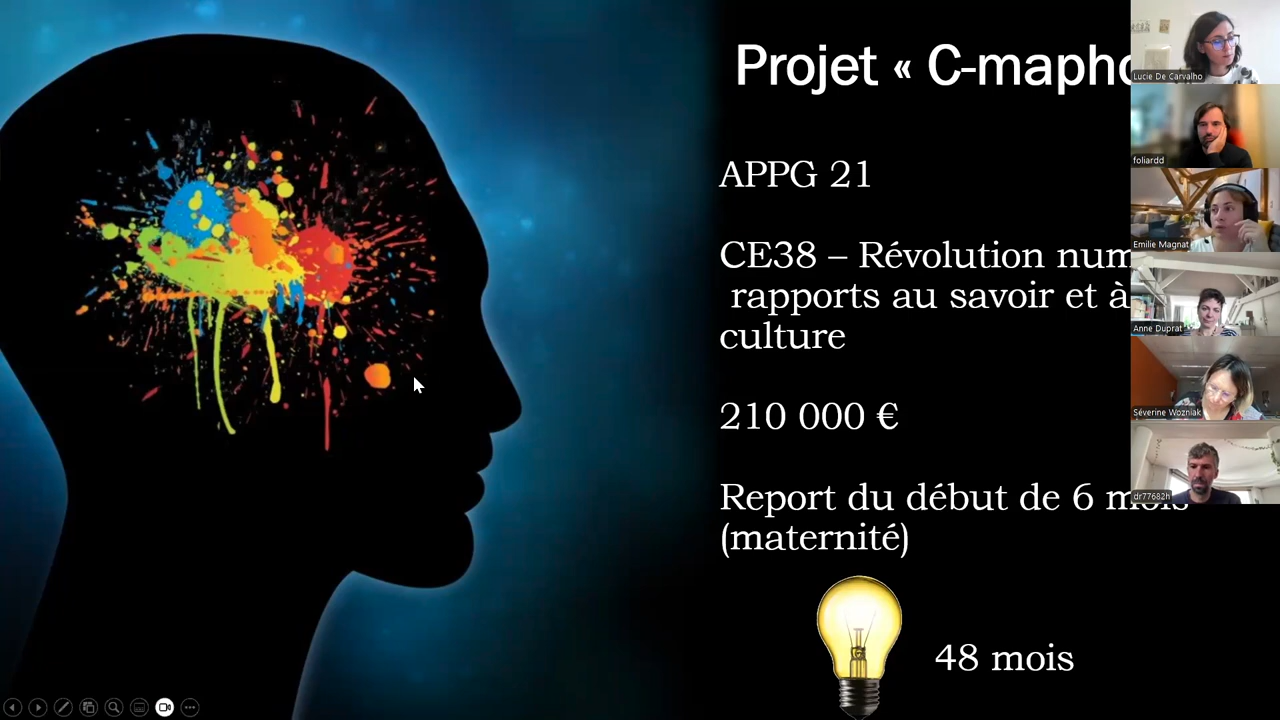 Projet « C-mapho
APPG 21
CE38 – Révolution num
rapports au savoir et à
culture
210 000 €
Report du début de 6 mois
(maternité)
48 mois
Lucie De Carvalho
foliardd
Emilie Magnat
Anne Duprat
Séverine Wozniak
dr77682h